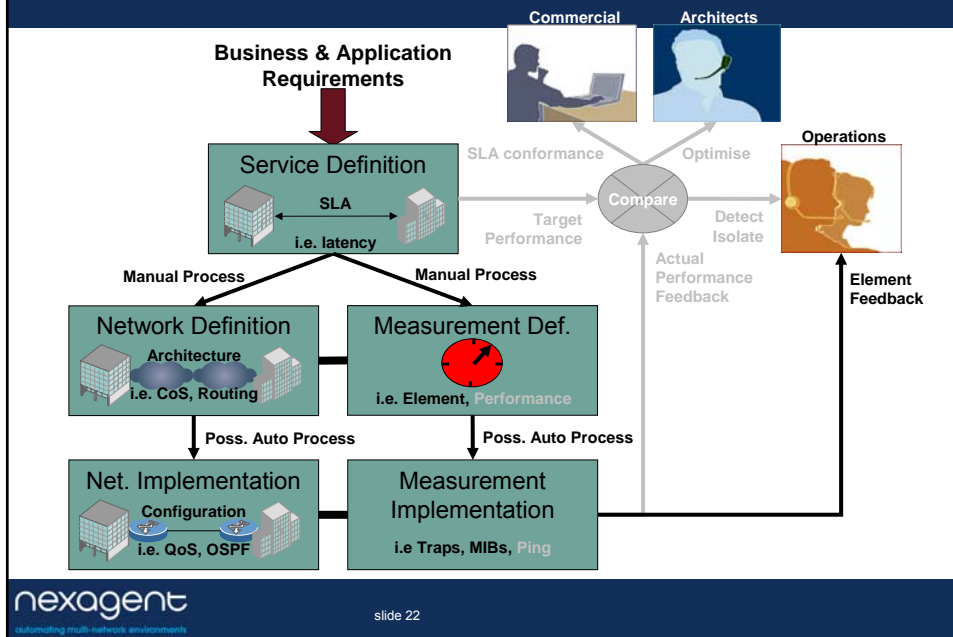 Commercial
Architects
Business & Application
Requirements
Operations
Service Definition
SLA
i.e. latency
SLA conformance
Optimise
Compare
Target
Performance
Detect
Isolate
Actual
Performance
Feedback
Element
Feedback
Manual Process
Manual Process
Network Definition
Architecture
i.e. CoS, Routing
Measurement Def.
i.e. Element, Performance
Poss. Auto Process
Poss. Auto Process
Net. Implementation
Configuration
i.e. QoS, OSPF
Measurement
Implementation
i.e Traps, MIBs, Ping
nexagent
automating multi-network environments
slide 22